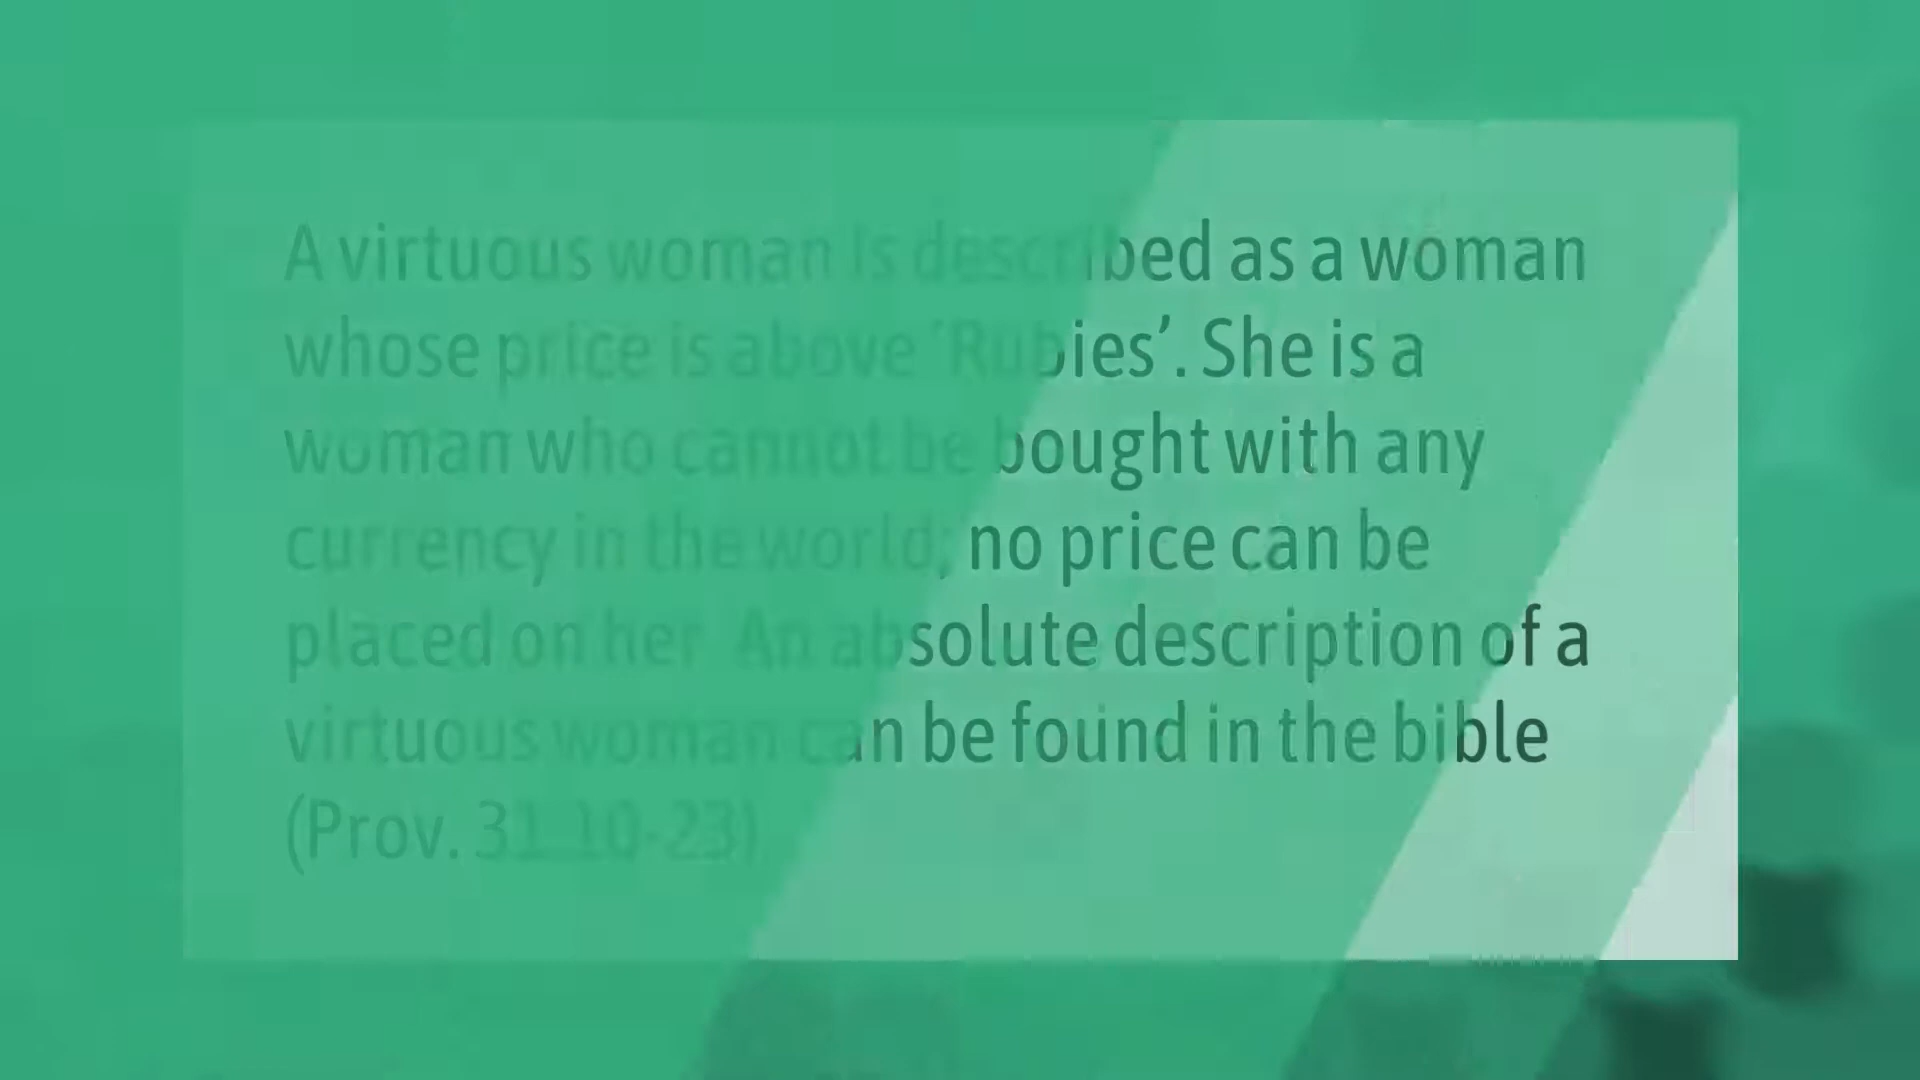 A virtuous woman is described as a woman
whose price is above ‘Rubies’. She is a
woman who cannot be bought with any
currency in the world; no price can be
placed on her. An absolute description of a
virtuous woman can be found in the bible
(Prov. 31 10-23)